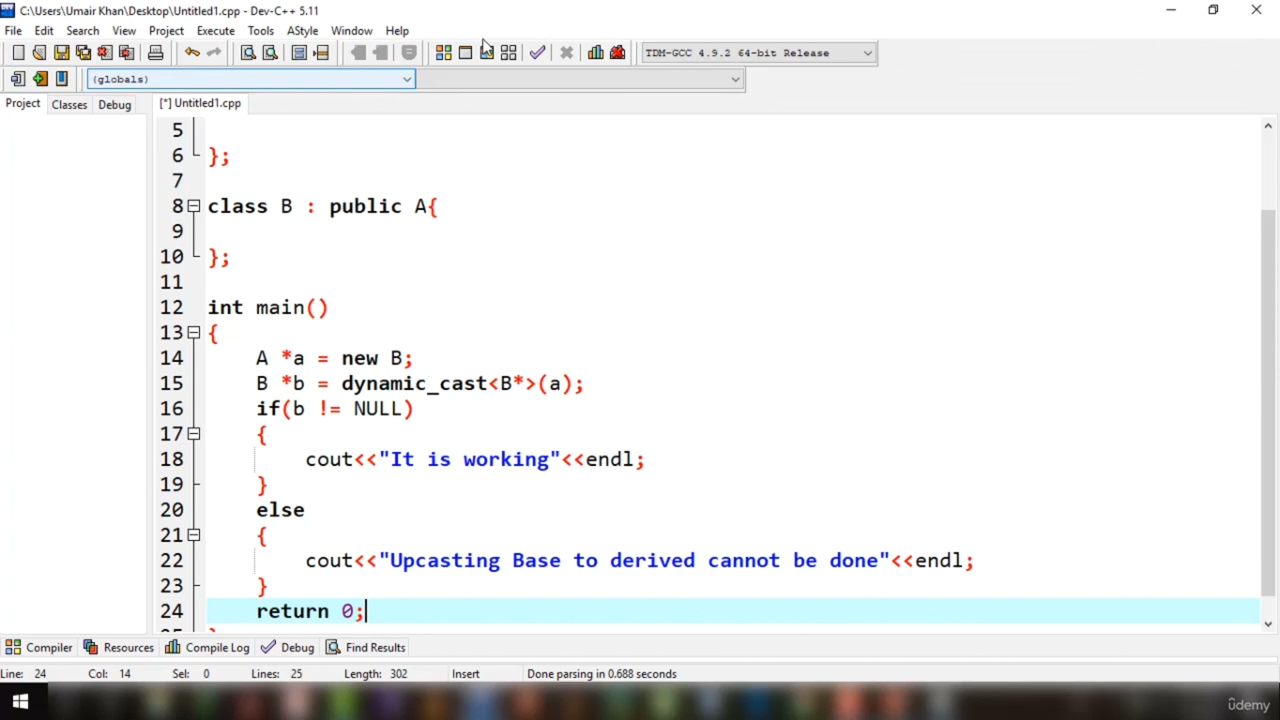 C:\Users\Umair Khan\Desktop\Untitled1.cpp - Dev-C++ 5.11
File Edit Search View Project Execute Tools AStyle Window Help
TDM-GCC 4.9.2 64-bit Release
(globals)
Project Classes Debug [*] Untitled1.cpp
5
6 };
7
8 class B : public A{
9
10 };
11
12 int main()
13 {
14 A *a = new B;
15 B *b = dynamic_cast<B*>(a);
16 if(b != NULL)
17 {
18 cout<<"It is working"<<endl;
19 }
20 else
21 {
22 cout<<"Upcasting Base to derived cannot be done"<<endl;
23 }
24 return 0;
Compiler Resources Compile Log Debug Find Results
Line: 24 Col: 14 Sel: 0 Lines: 25 Length: 302 Insert Done parsing in 0.688 seconds
ûdemy